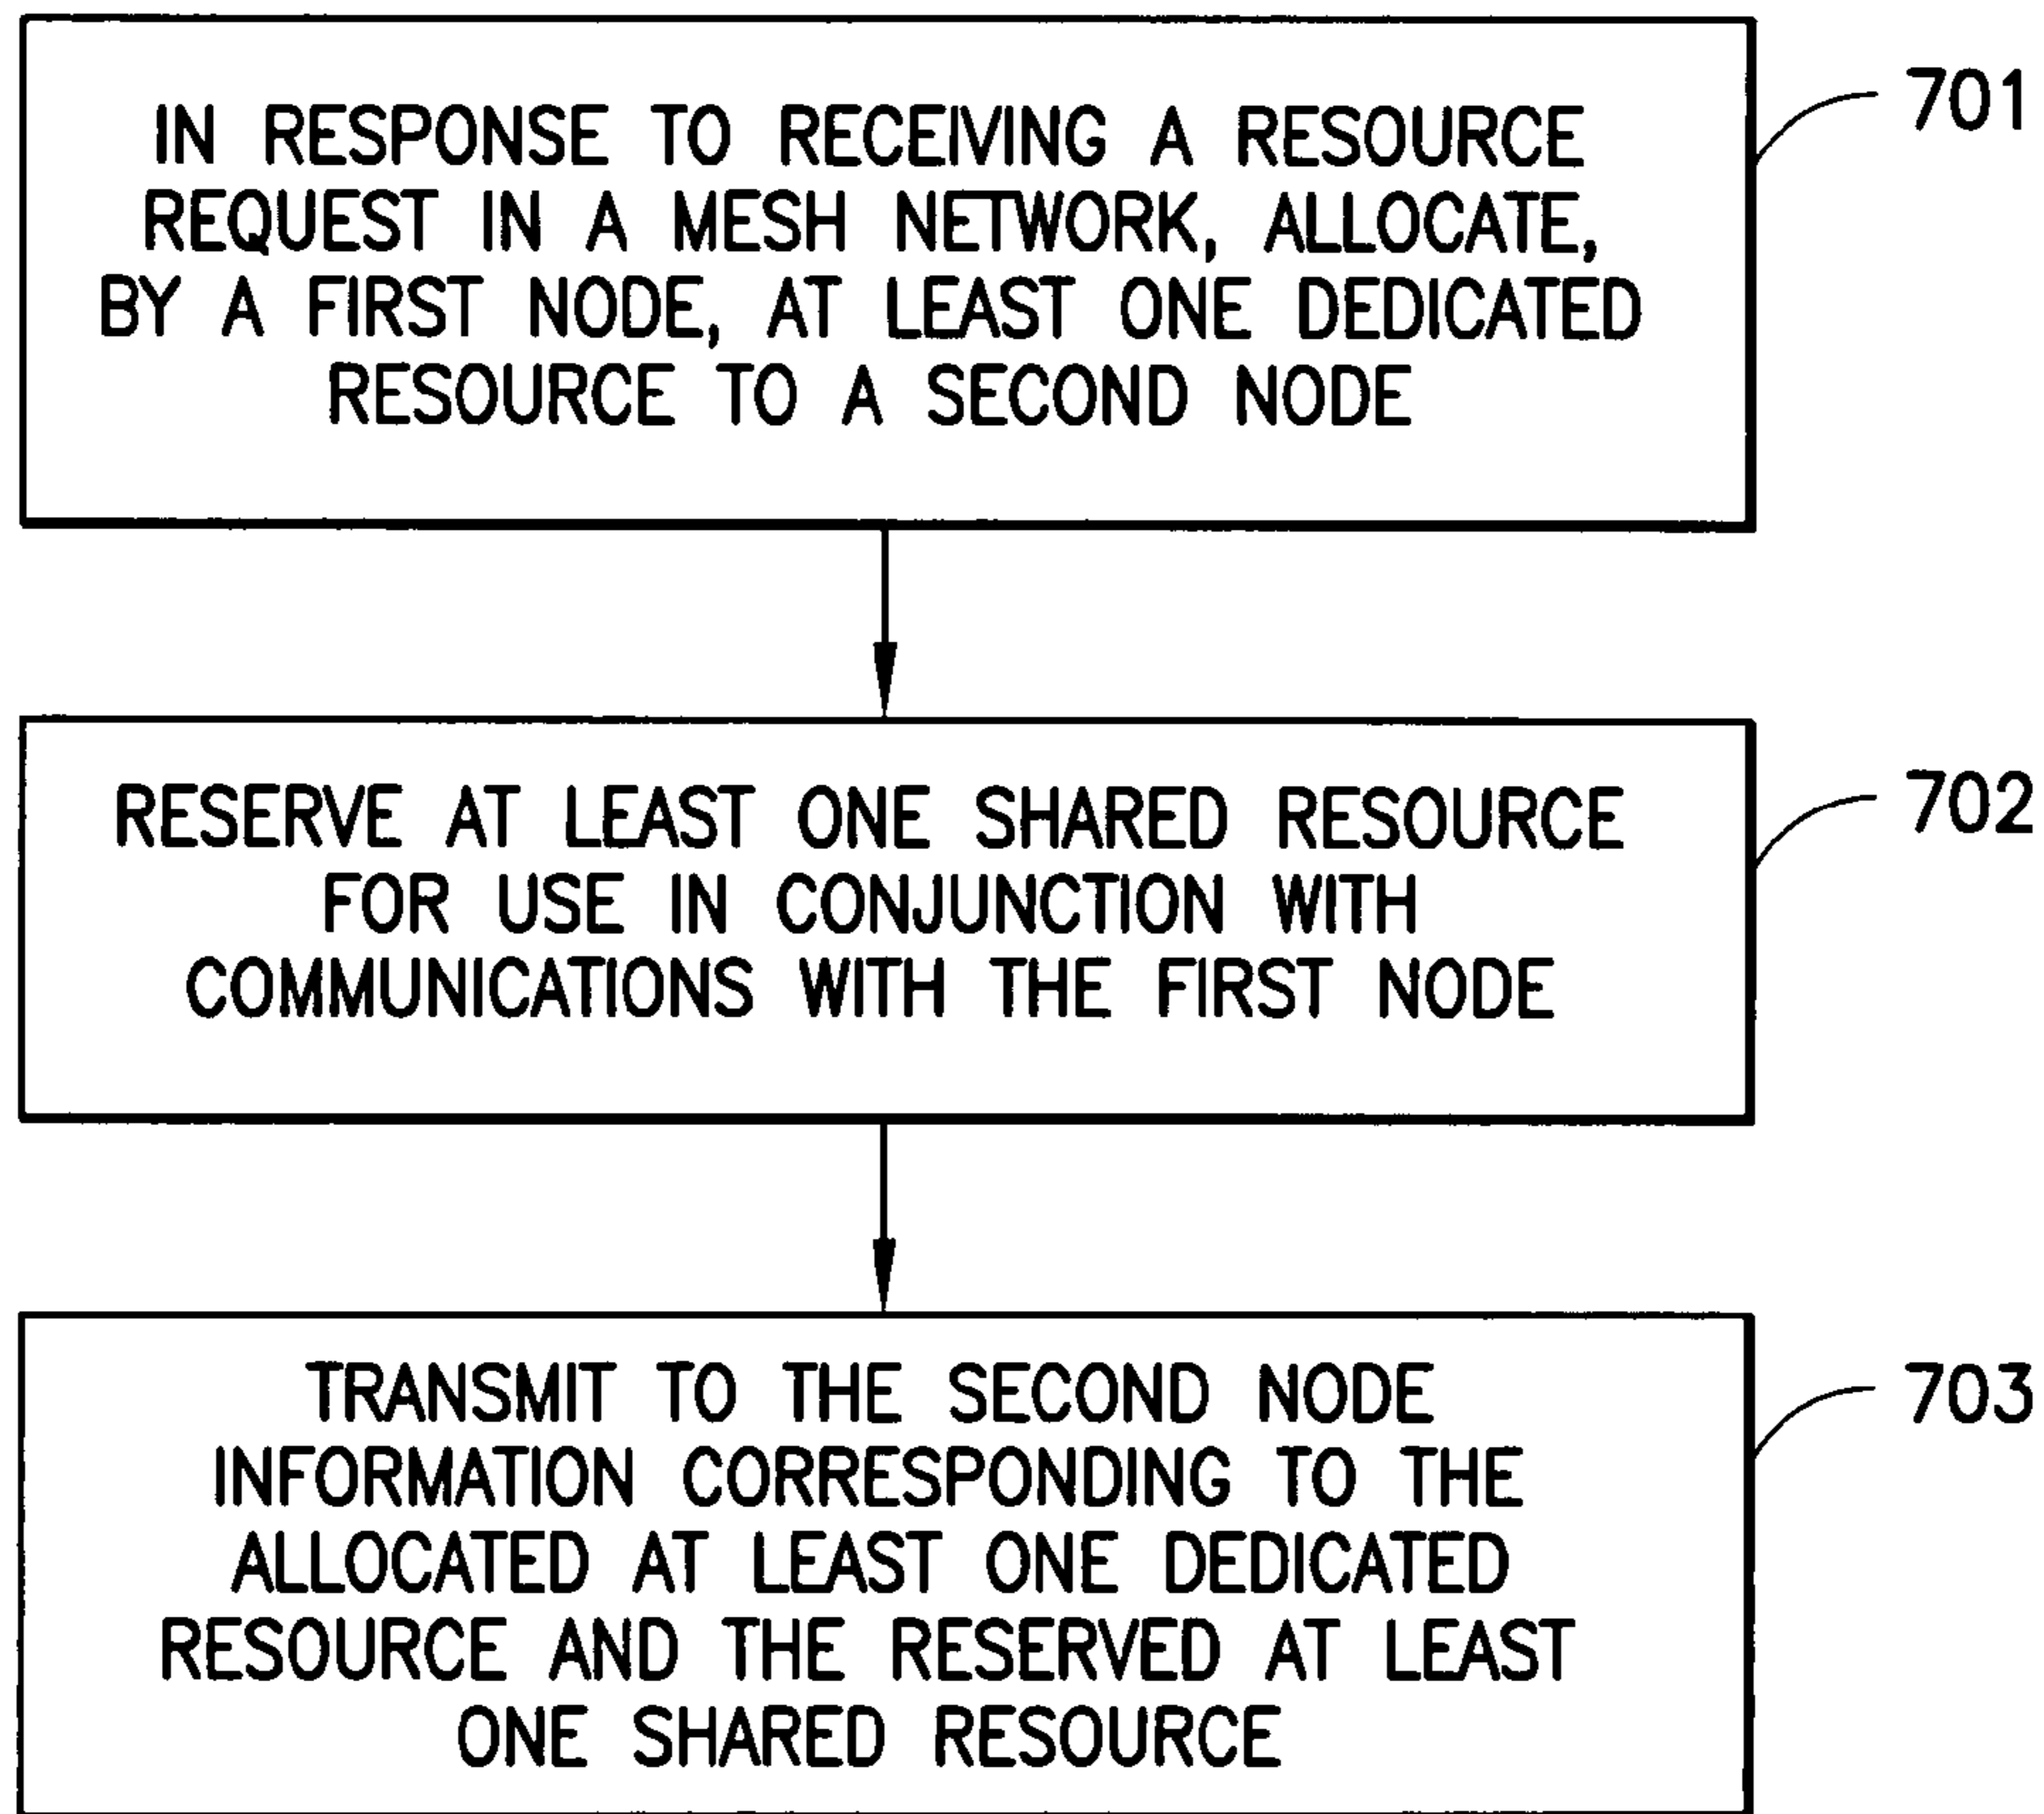 IN RESPONSE TO RECEIVING A RESOURCE
REQUEST IN A MESH NETWORK, ALLOCATE,
BY A FIRST NODE, AT LEAST ONE DEDICATED
RESOURCE TO A SECOND NODE
701
RESERVE AT LEAST ONE SHARED RESOURCE
FOR USE IN CONJUNCTION WITH
COMMUNICATIONS WITH THE FIRST NODE
702
TRANSMIT TO THE SECOND NODE
INFORMATION CORRESPONDING TO THE
ALLOCATED AT LEAST ONE DEDICATED
RESOURCE AND THE RESERVED AT LEAST
ONE SHARED RESOURCE
703